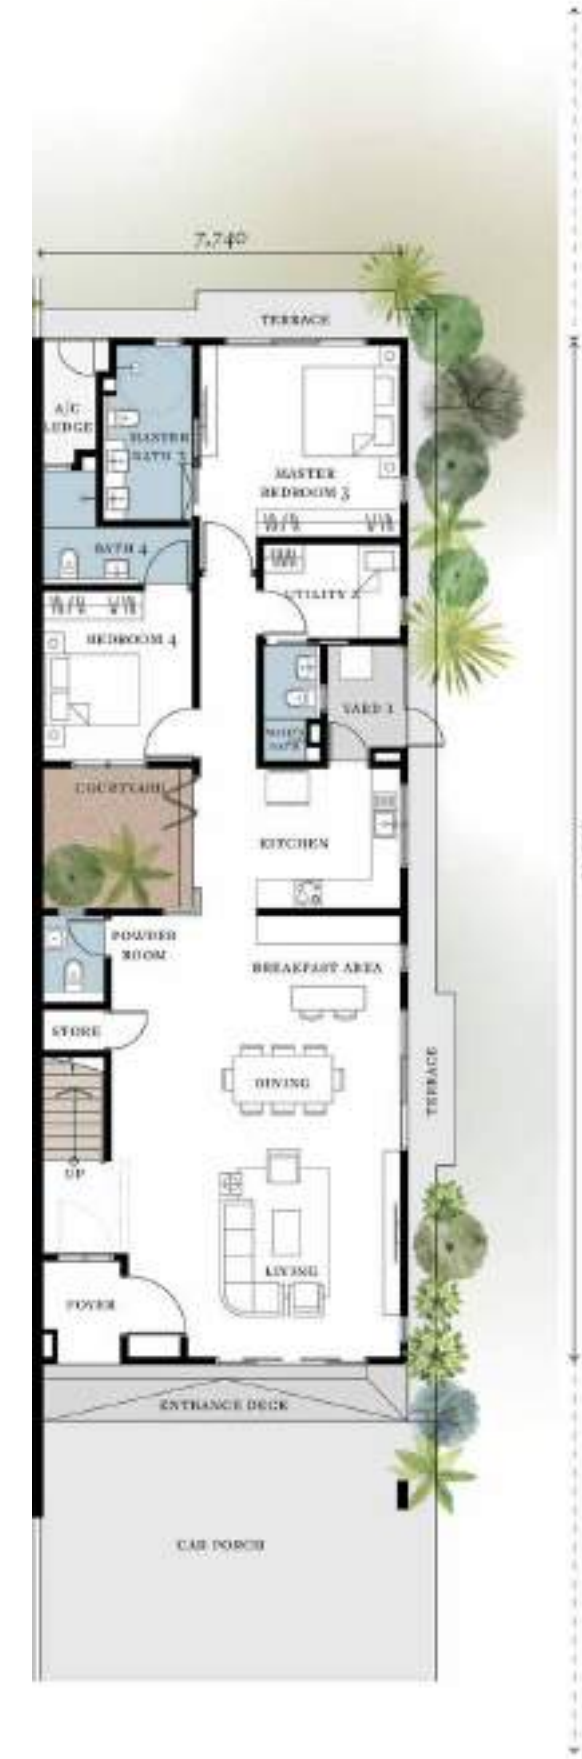 7,740
TERRACE
A/C
LEDGE
MASTER
BATH 3
MASTER
BEDROOM 3
BATH 4
UTILITY 2
BEDROOM 4
YARD 1
BATH
COURTYARD
KITCHEN
POWDER
ROOM
BREAKFAST AREA
STORE
DINING
TERRACE
UP
LIVING
FOYER
ENTRANCE DECK
CAR PORCH